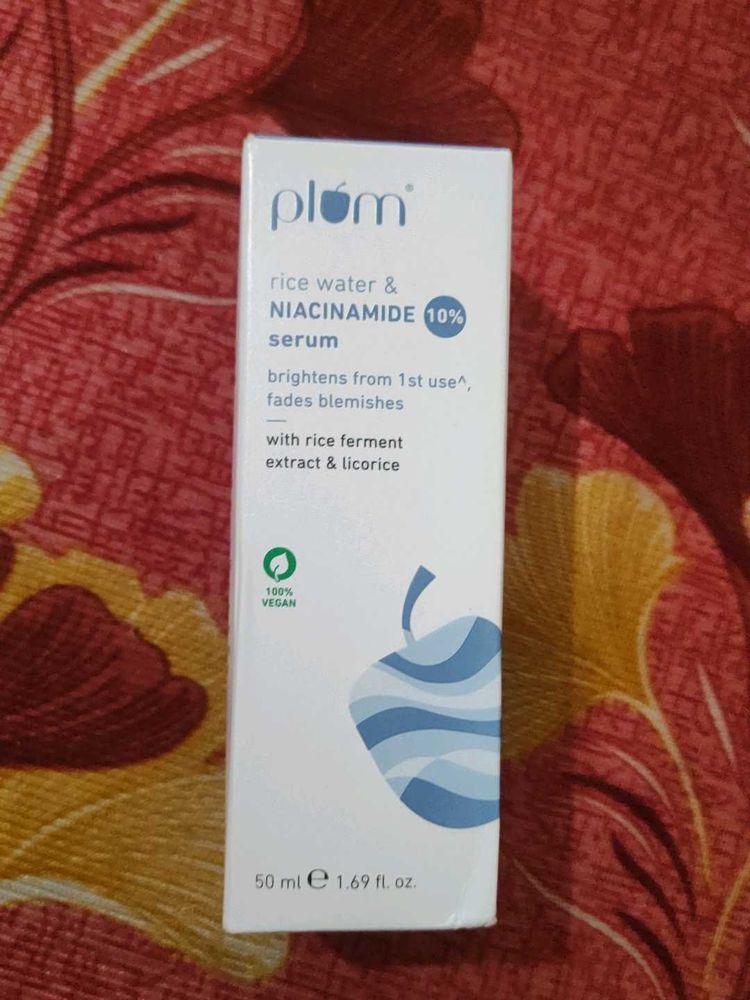 plum®
rice water &
NIACINAMIDE 10%
serum
brightens from 1st use^,
fades blemishes
with rice ferment
extract & licorice
100%
VEGAN
50 ml ℮ 1.69 fl. oz.